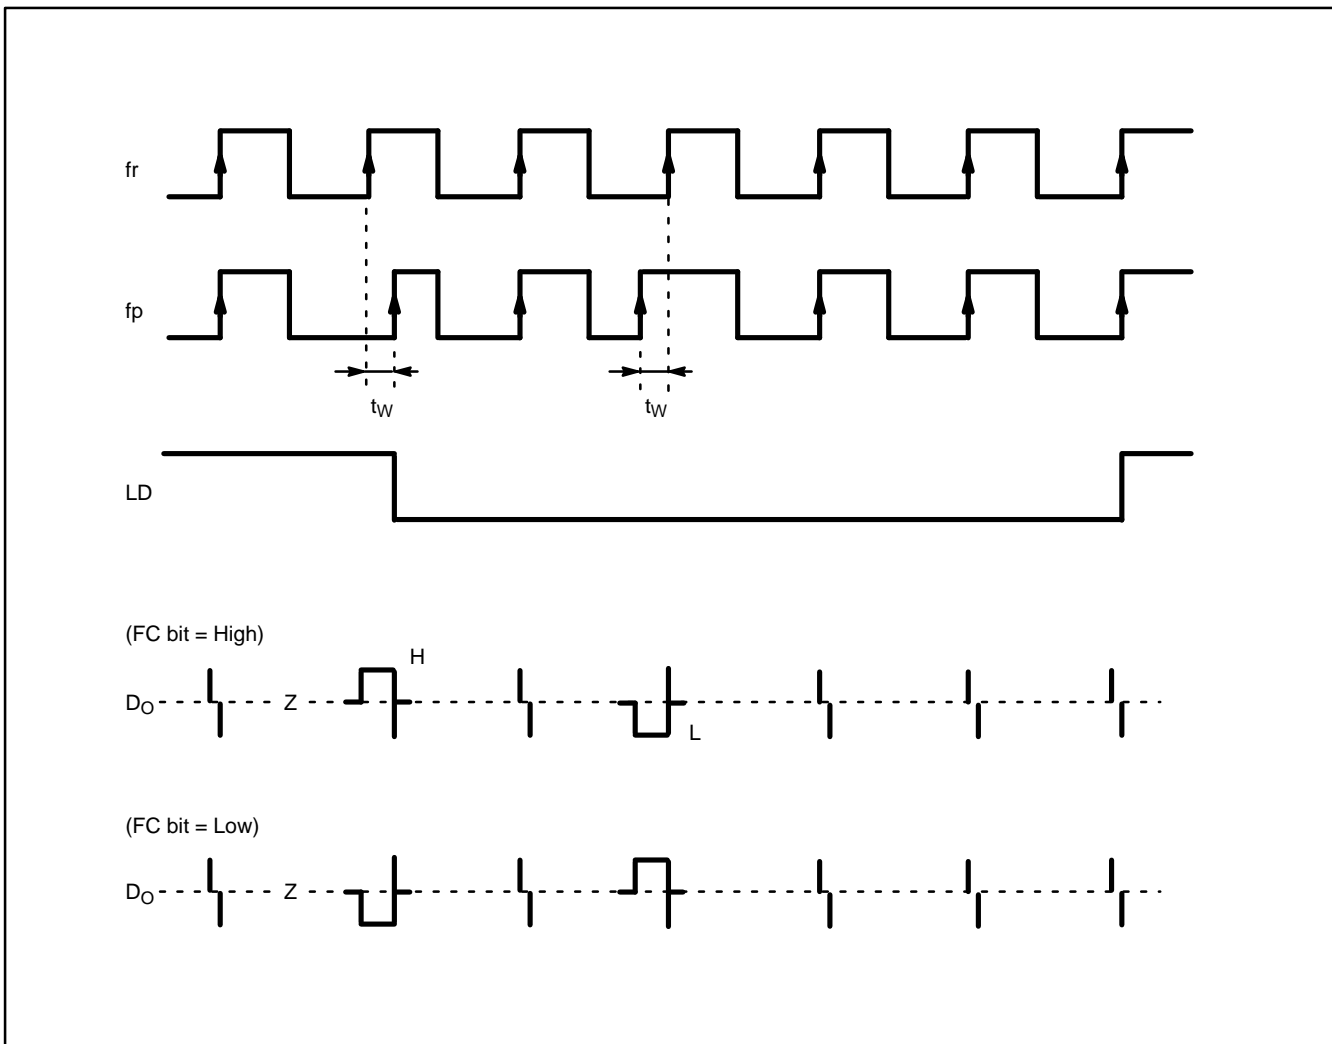 fr
fp
tW tW
LD
(FC bit = High)
H
DO Z
L
(FC bit = Low)
DO Z